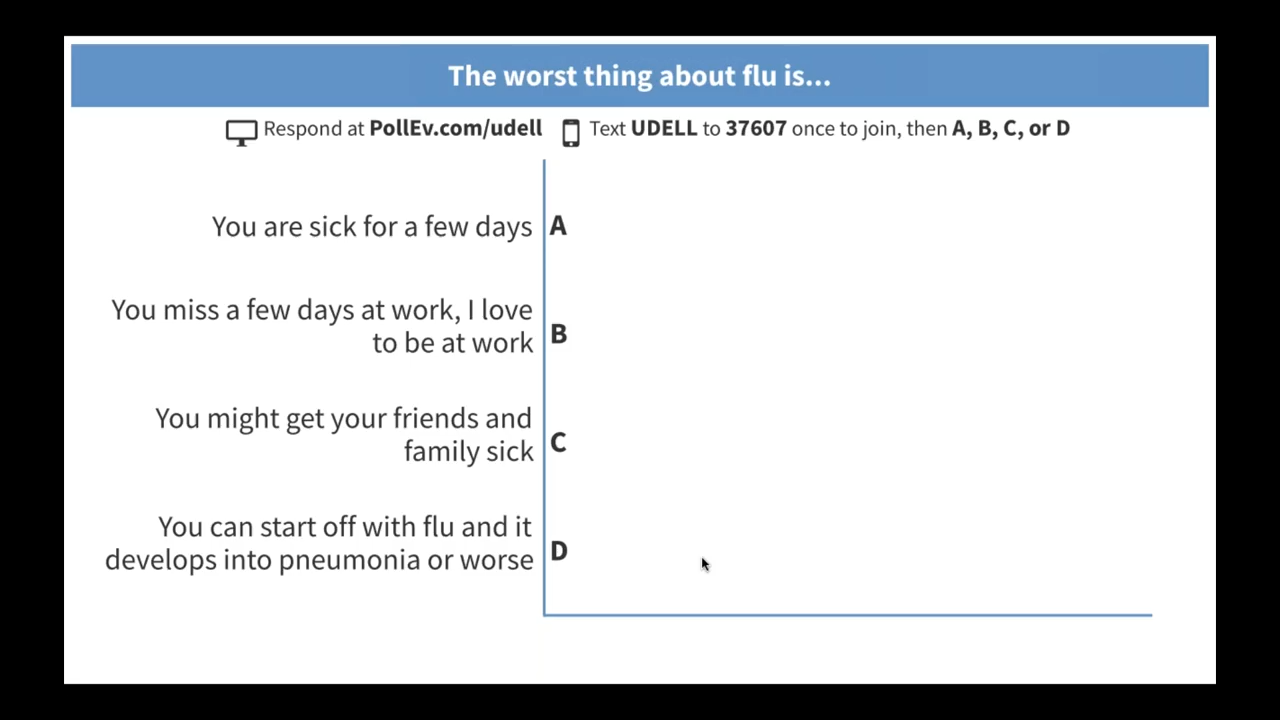 The worst thing about flu is...
Respond at PollEv.com/udell Text UDELL to 37607 once to join, then A, B, C, or D
You are sick for a few days A
You miss a few days at work, I love
to be at work B
You might get your friends and
family sick C
You can start off with flu and it
develops into pneumonia or worse D